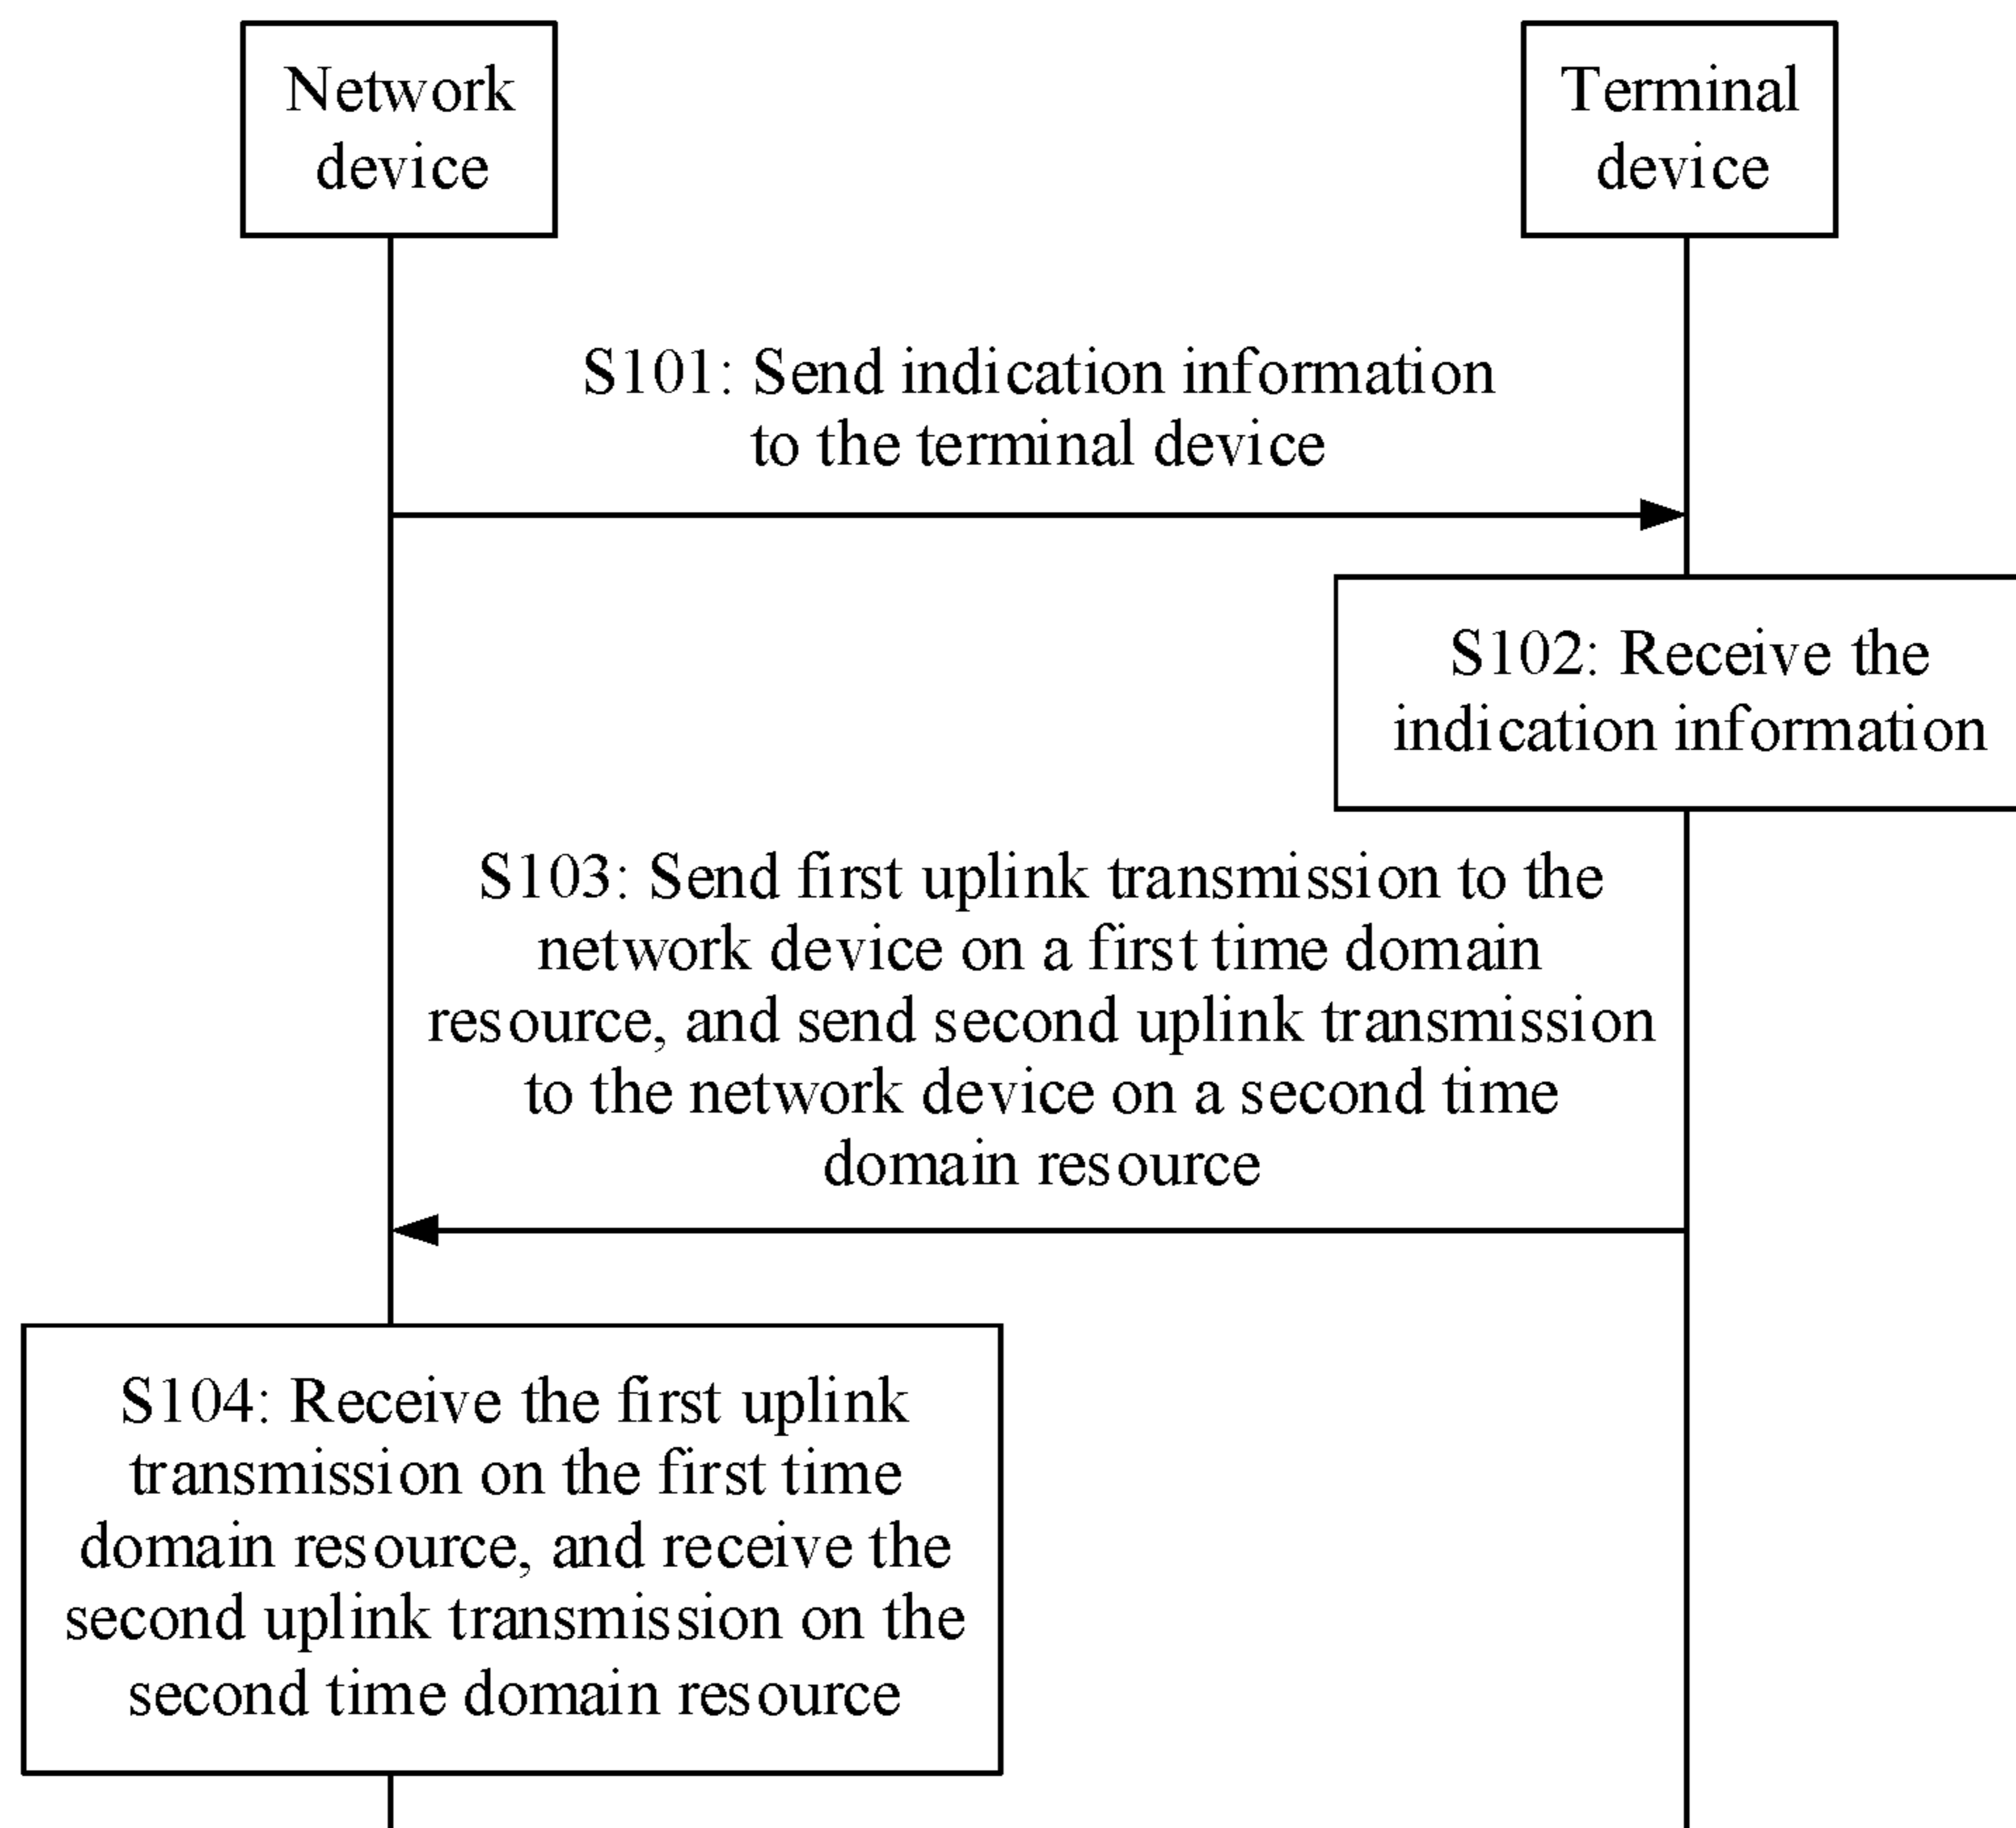 Network
device
Terminal
device
S101: Send indication information
to the terminal device
S102: Receive the
indication information
S103: Send first uplink transmission to the
network device on a first time domain
resource, and send second uplink transmission
to the network device on a second time
domain resource
S104: Receive the first uplink
transmission on the first time
domain resource, and receive the
second uplink transmission on the
second time domain resource